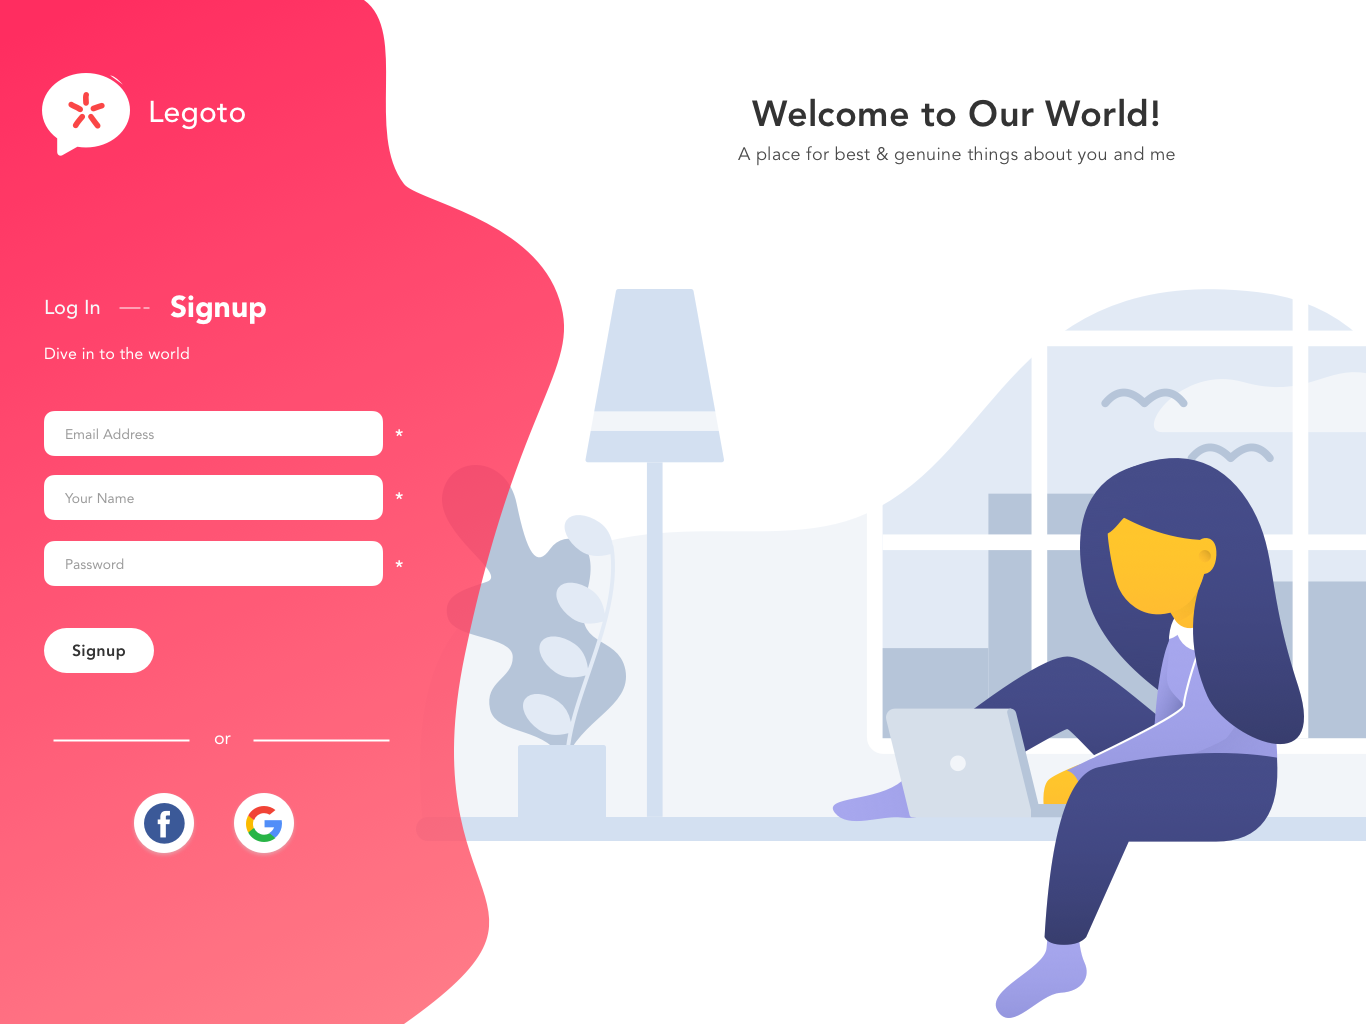 Legoto
Welcome to Our World!
A place for best & genuine things about you and me
Log In
Signup
Dive in to the world
Email Address *
Your Name *
Password *
Signup
or
f G